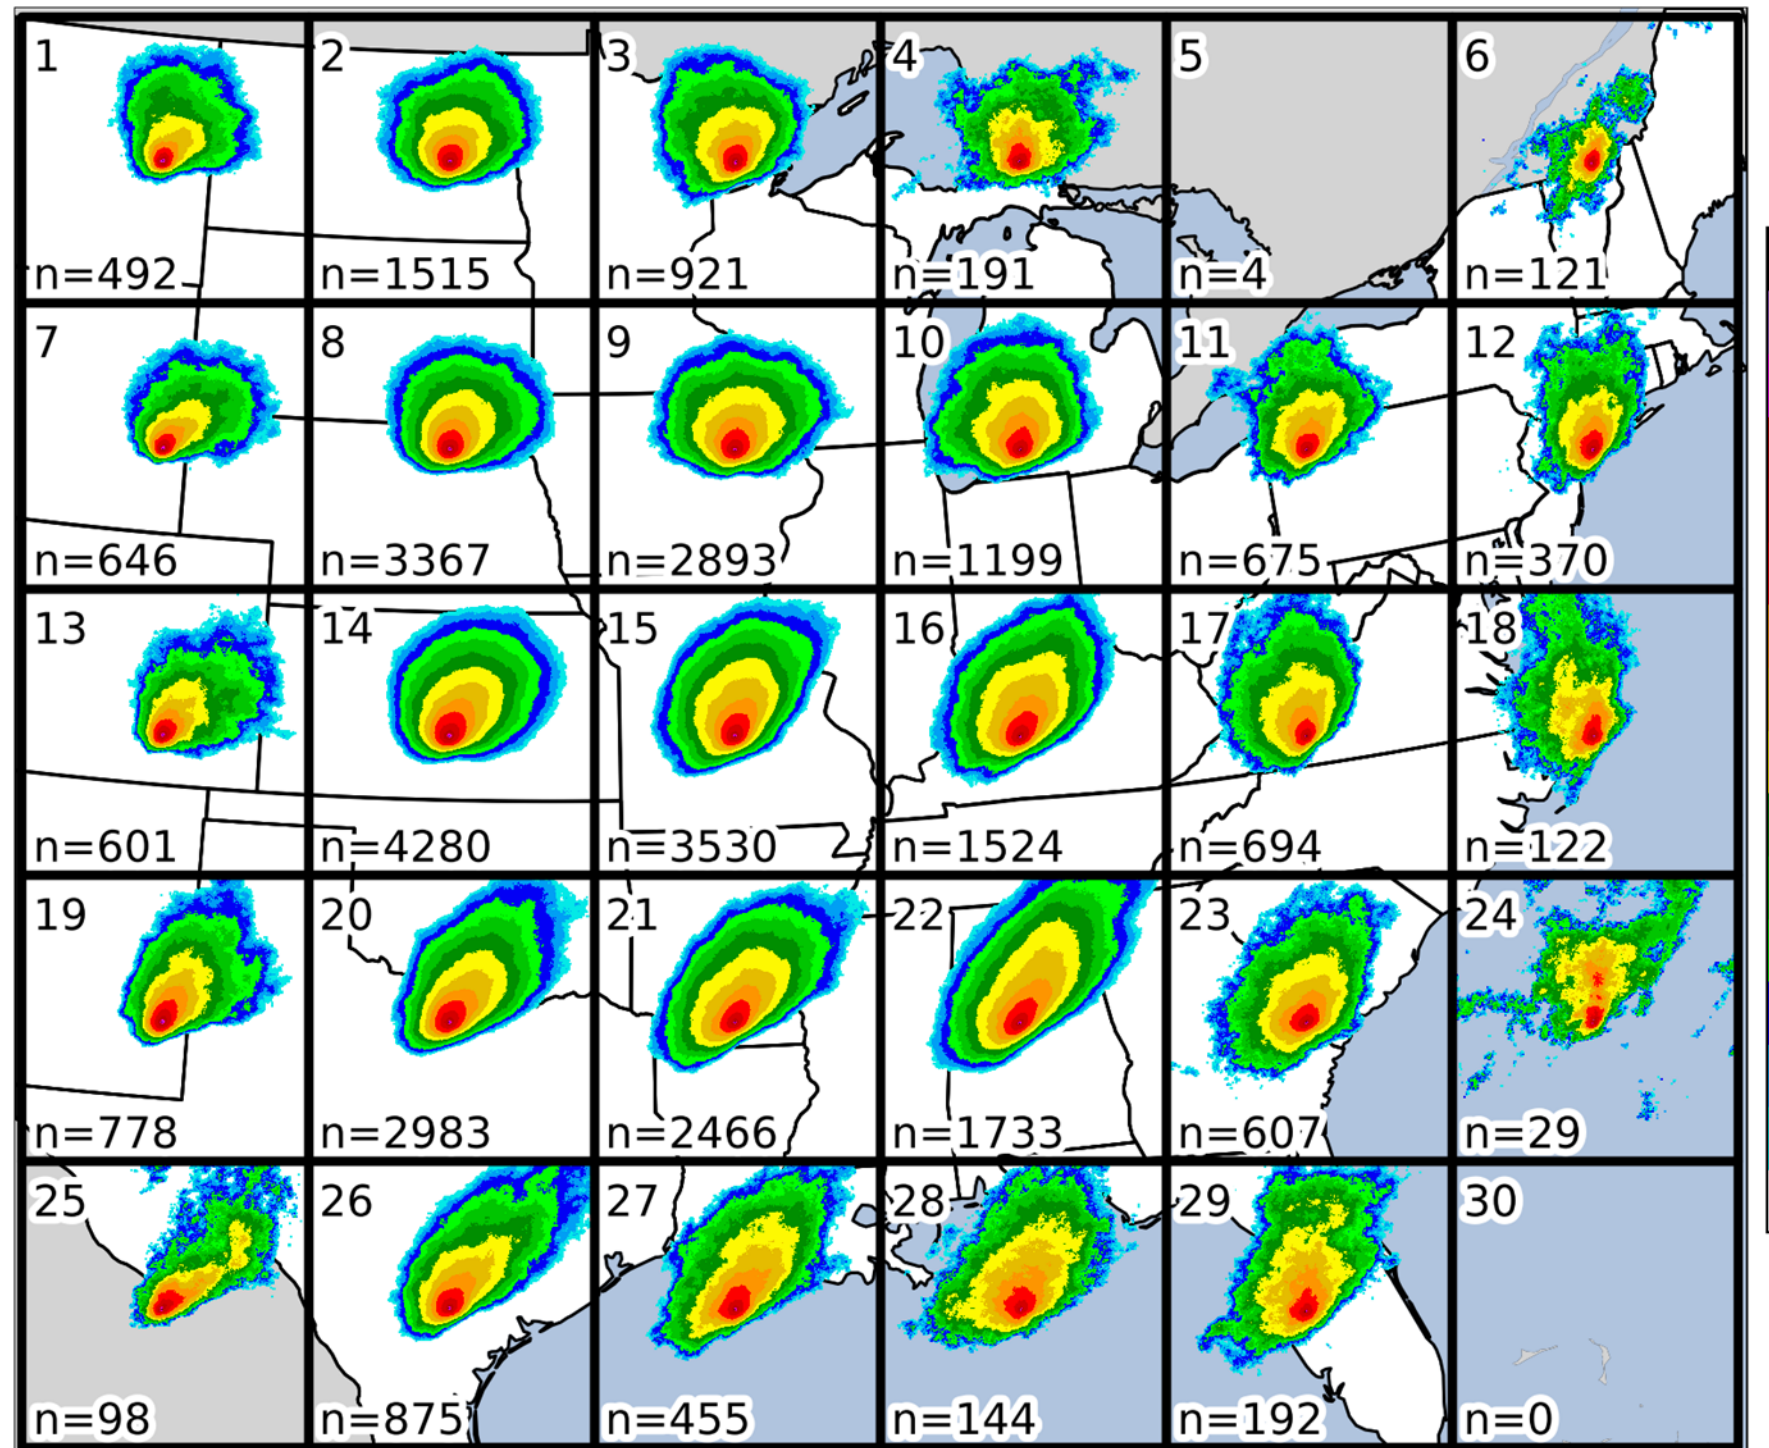 1 2 3 4 5 6
n=492 n=1515 n=921 n=191 n=4 n=121
7 8 9 10 11 12
n=646 n=3367 n=2893 n=1199 n=675 n=370
13 14 15 16 17 18
n=601 n=4280 n=3530 n=1524 n=694 n=122
19 20 21 22 23 24
n=778 n=2983 n=2466 n=1733 n=607 n=29
25 26 27 28 29 30
n=98 n=875 n=455 n=144 n=192 n=0